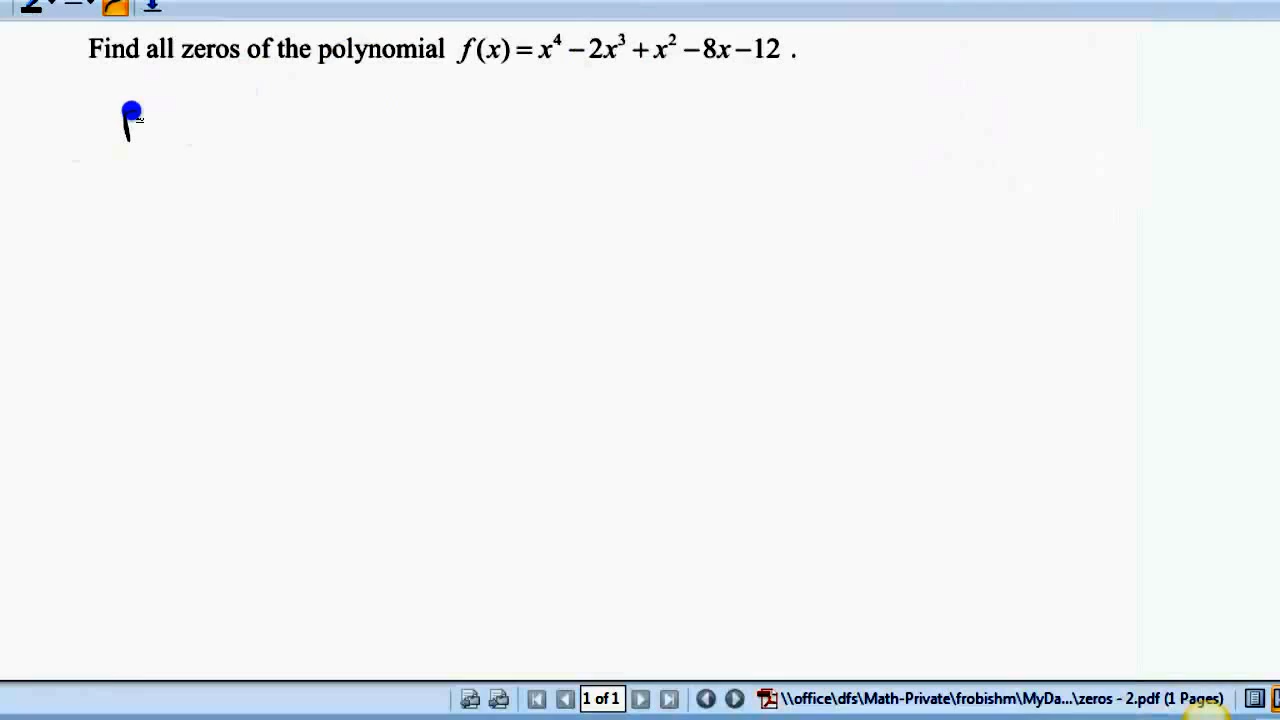 Find all zeros of the polynomial f(x) = x⁴ − 2x³ + x² − 8x − 12 .
1 of 1
\\office\dfs\Math-Private\frobishm\MyDa...\zeros - 2.pdf (1 Pages)